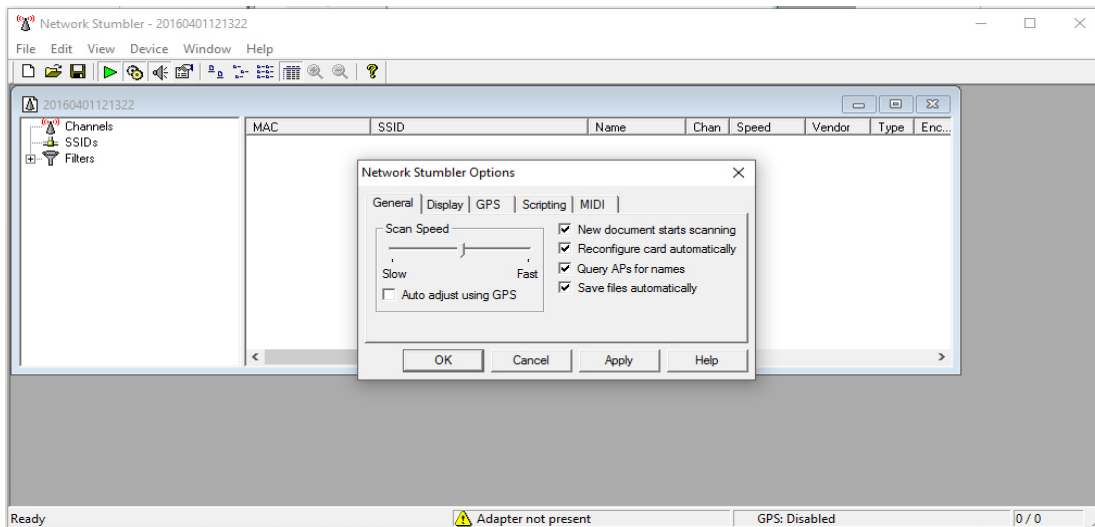 Network Stumbler - 20160401121322
File Edit View Device Window Help
20160401121322
Channels
SSIDs
Filters
MAC SSID Name Chan Speed Vendor Type Enc...
Network Stumbler Options
General Display GPS Scripting MIDI
Scan Speed
Slow Fast
Auto adjust using GPS
New document starts scanning
Reconfigure card automatically
Query APs for names
Save files automatically
OK Cancel Apply Help
Ready Adapter not present GPS: Disabled 0 / 0